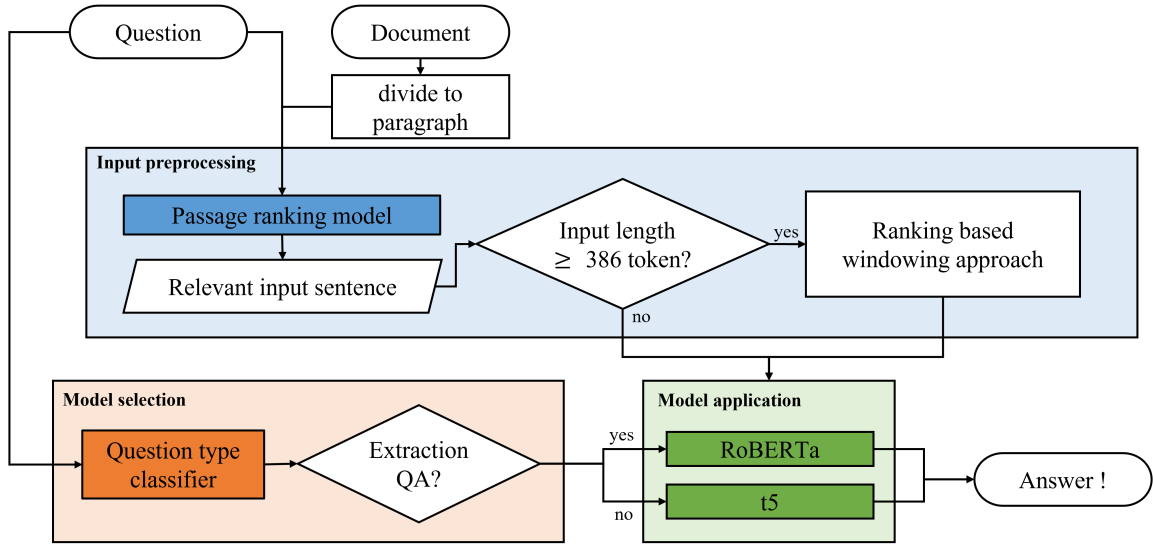 Question
Document
divide to
paragraph
Input preprocessing
Passage ranking model
Relevant input sentence
Input length
≥ 386 token?
yes
no
Ranking based
windowing approach
Model selection
Question type
classifier
Extraction
QA?
yes
no
Model application
RoBERTa
t5
Answer !